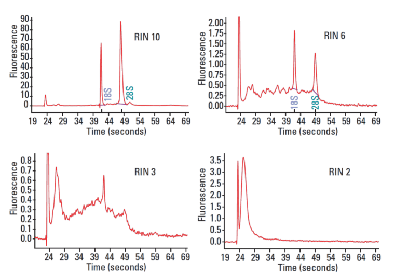 RIN 10
Fluorescence
90
80
70
60
50
40
30
20
10
0
18S
28S
19 24 29 34 39 44 49 54 59 64 69
Time (seconds)
RIN 6
Fluorescence
2.00
1.75
1.50
1.25
1.00
0.75
0.50
0.25
0.00
18S
28S
24 29 34 39 44 49 54 59 64 69
Time (seconds)
RIN 3
Fluorescence
0.8
0.7
0.6
0.5
0.4
0.3
0.2
0.1
0.0
24 29 34 39 44 49 54 59 64 69
Time (seconds)
RIN 2
Fluorescence
3.5
3.0
2.5
2.0
1.5
1.0
0.5
0.0
24 29 34 39 44 49 54 59 64 69
Time (seconds)